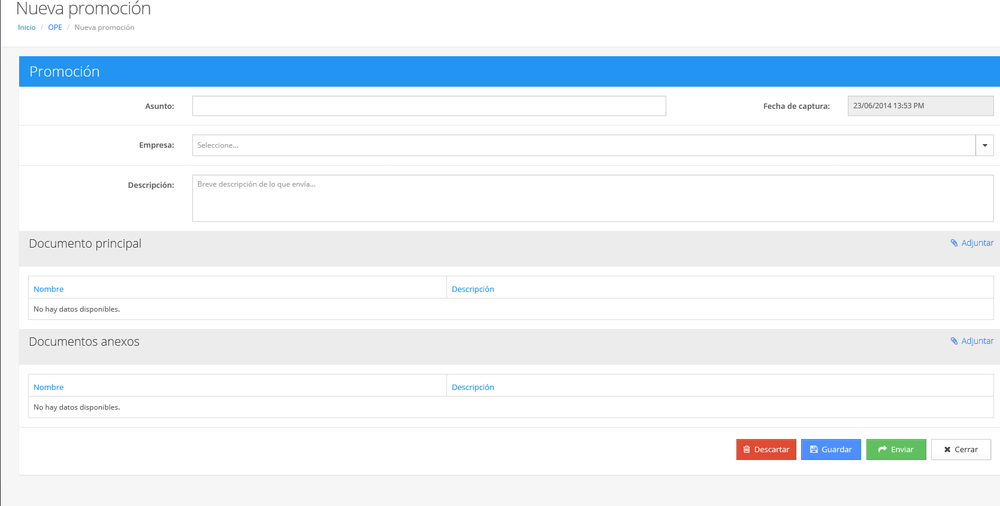 Nueva promoción
Inicio / OPE / Nueva promoción
Promoción
Asunto:
Fecha de captura: 23/06/2014 13:53 PM
Empresa: Seleccione...
Descripción: Breve descripción de lo que envía...
Documento principal Adjuntar
Nombre Descripción
No hay datos disponibles.
Documentos anexos Adjuntar
Nombre Descripción
No hay datos disponibles.
Descartar Guardar Enviar Cerrar